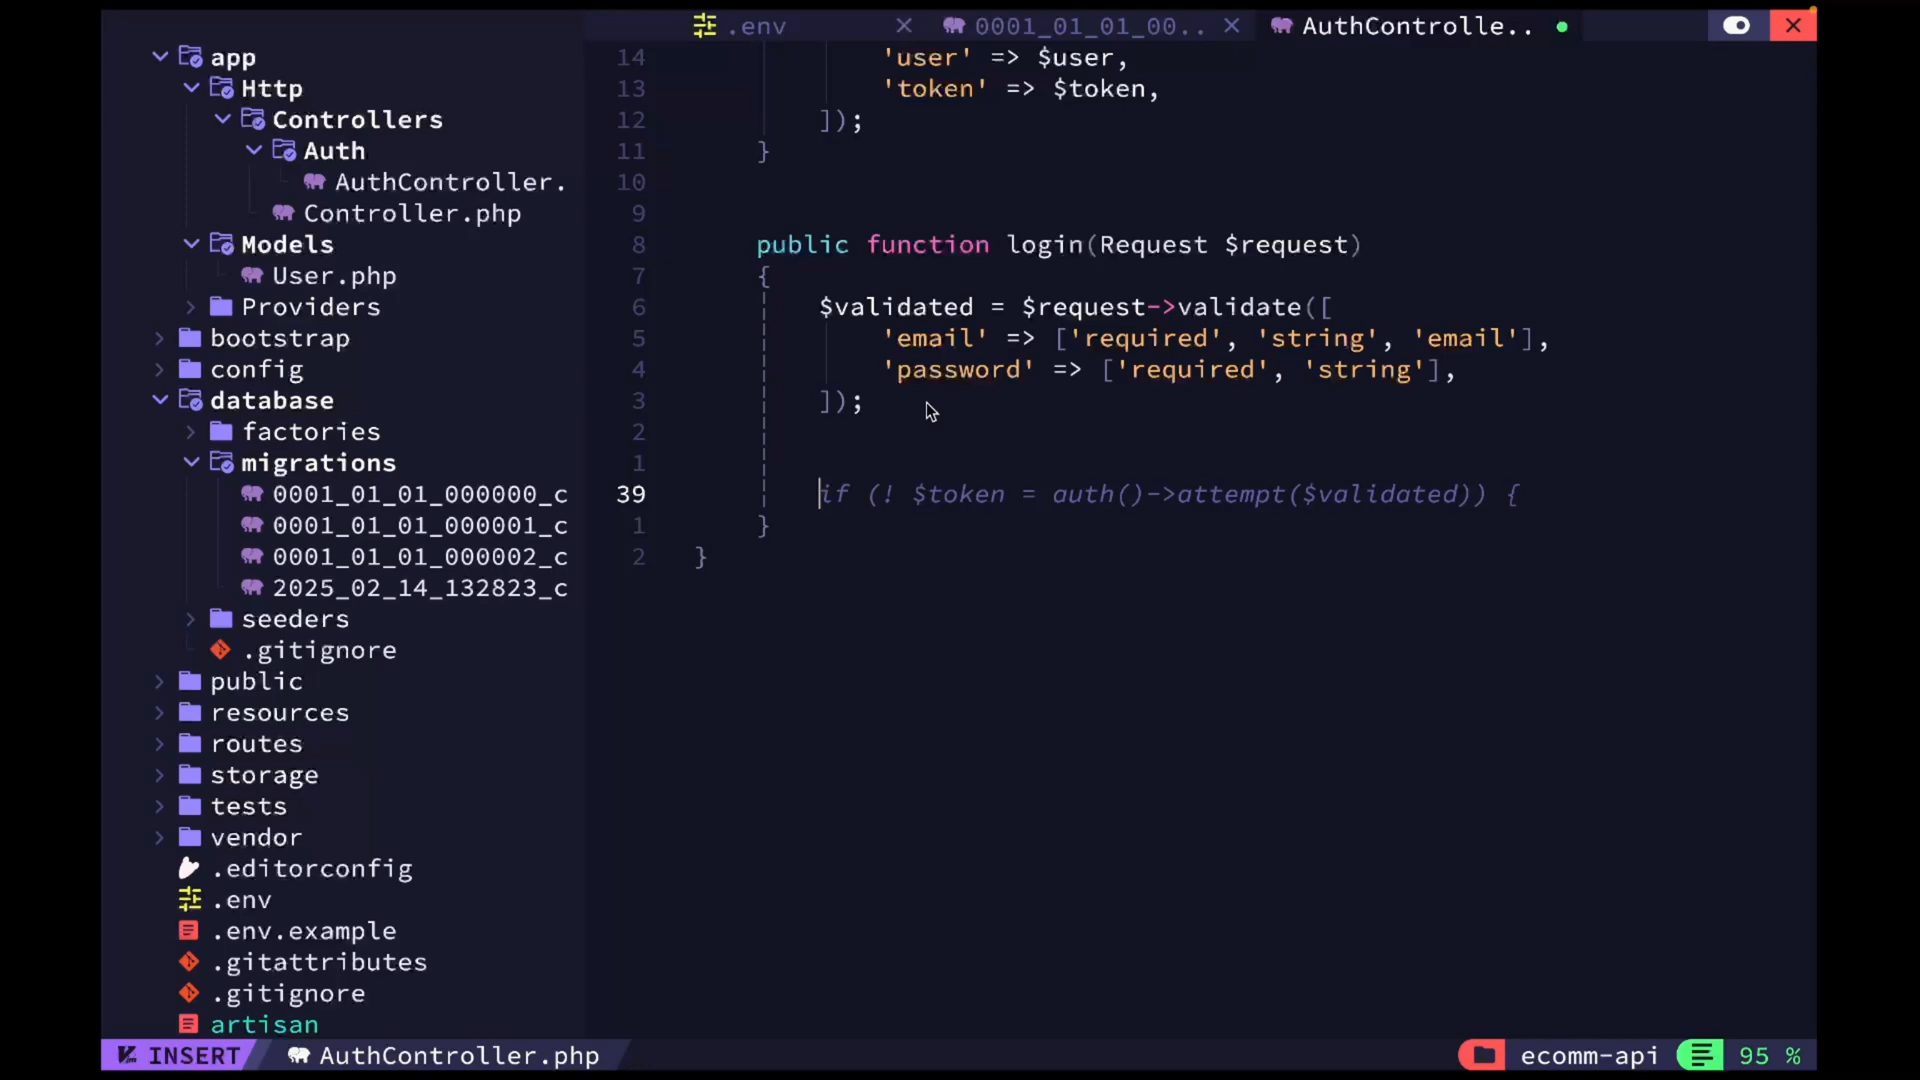 .env
0001_01_01_00..
AuthControlle..
app
Http
Controllers
Auth
AuthController.
Controller.php
Models
User.php
Providers
bootstrap
config
database
factories
migrations
0001_01_01_000000_c
0001_01_01_000001_c
0001_01_01_000002_c
2025_02_14_132823_c
seeders
.gitignore
public
resources
routes
storage
tests
vendor
.editorconfig
.env
.env.example
.gitattributes
.gitignore
artisan
14 'user' => $user,
13 'token' => $token,
12 ]);
11 }
10
9
8 public function login(Request $request)
7 {
6 $validated = $request->validate([
5 'email' => ['required', 'string', 'email'],
4 'password' => ['required', 'string'],
3 ]);
2
1
39 if (! $token = auth()->attempt($validated)) {
1 }
2 }
INSERT AuthController.php
ecomm-api 95 %